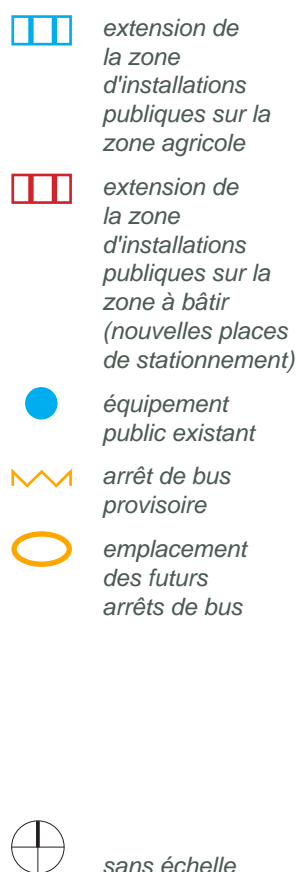 extension de
la zone
d'installations
publiques sur la
zone agricole
extension de
la zone
d'installations
publiques sur la
zone à bâtir
(nouvelles places
de stationnement)
équipement
public existant
arrêt de bus
provisoire
emplacement
des futurs
arrêts de bus
sans échelle